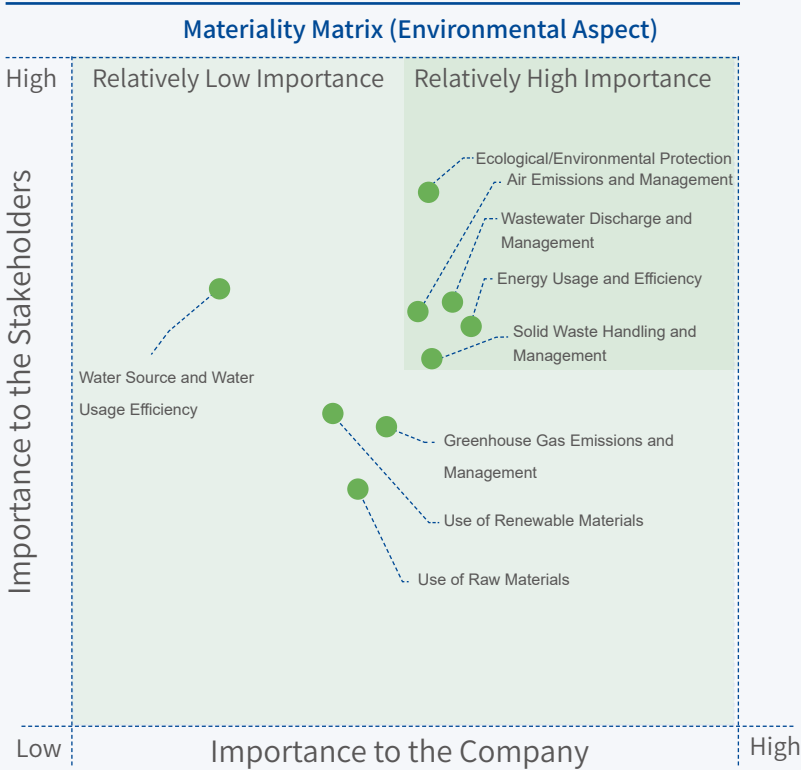 Materiality Matrix (Environmental Aspect)
High
Relatively Low Importance
Relatively High Importance
Importance to the Stakeholders
Ecological/Environmental Protection
Air Emissions and Management
Wastewater Discharge and
Management
Energy Usage and Efficiency
Solid Waste Handling and
Management
Water Source and Water
Usage Efficiency
Greenhouse Gas Emissions and
Management
Use of Renewable Materials
Use of Raw Materials
Low
Importance to the Company
High